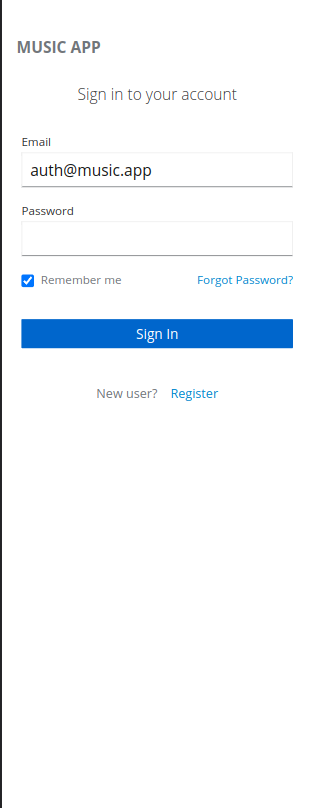 MUSIC APP
Sign in to your account
Email
auth@music.app
Password
Remember me Forgot Password?
Sign In
New user? Register